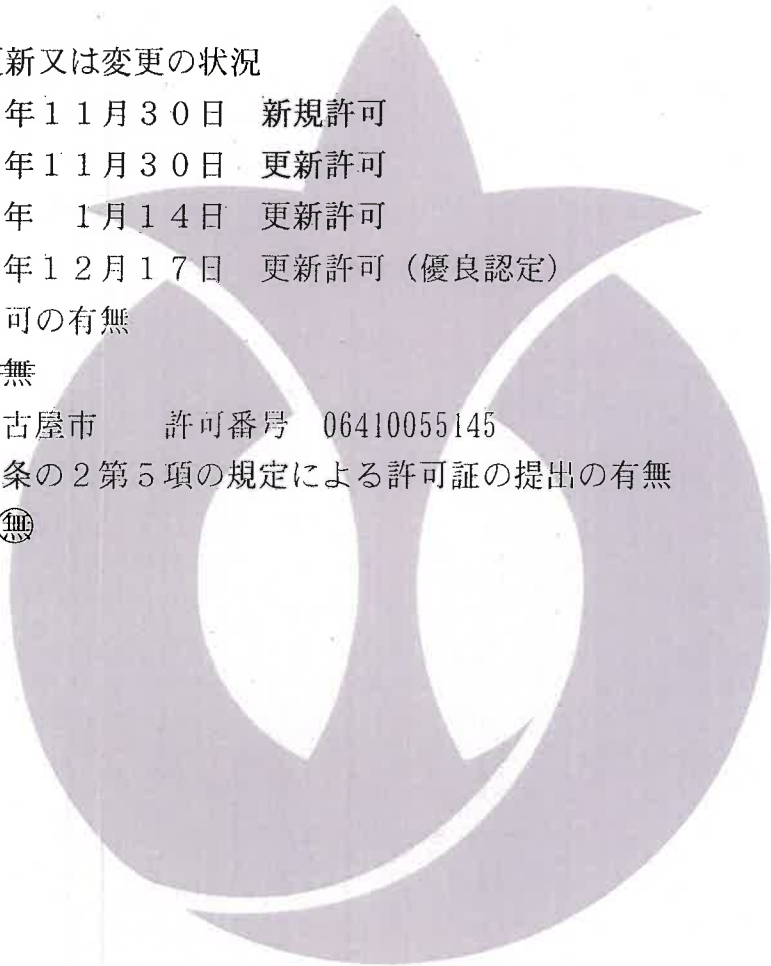 更新又は変更の状況
年11月30日 新規許可
年11月30日 更新許可
年 1月14日 更新許可
年12月17日 更新許可(優良認定)
可の有無
無
古屋市 許可番号 06410055145
条の2第5項の規定による許可証の提出の有無
無